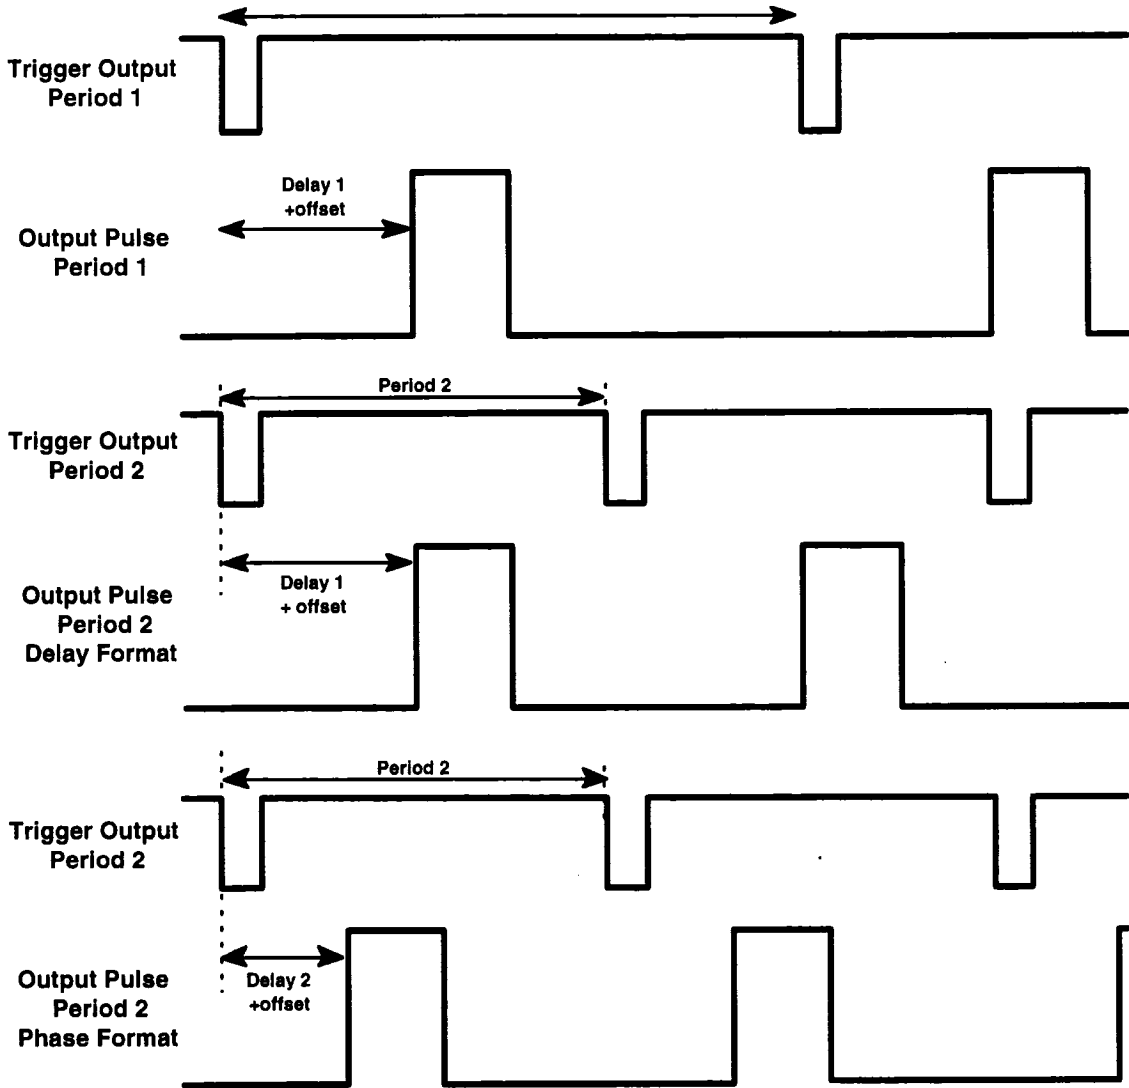 Trigger Output
Period 1
Delay 1
+offset
Output Pulse
Period 1
Period 2
Trigger Output
Period 2
Delay 1
+ offset
Output Pulse
Period 2
Delay Format
Period 2
Trigger Output
Period 2
Delay 2
+offset
Output Pulse
Period 2
Phase Format